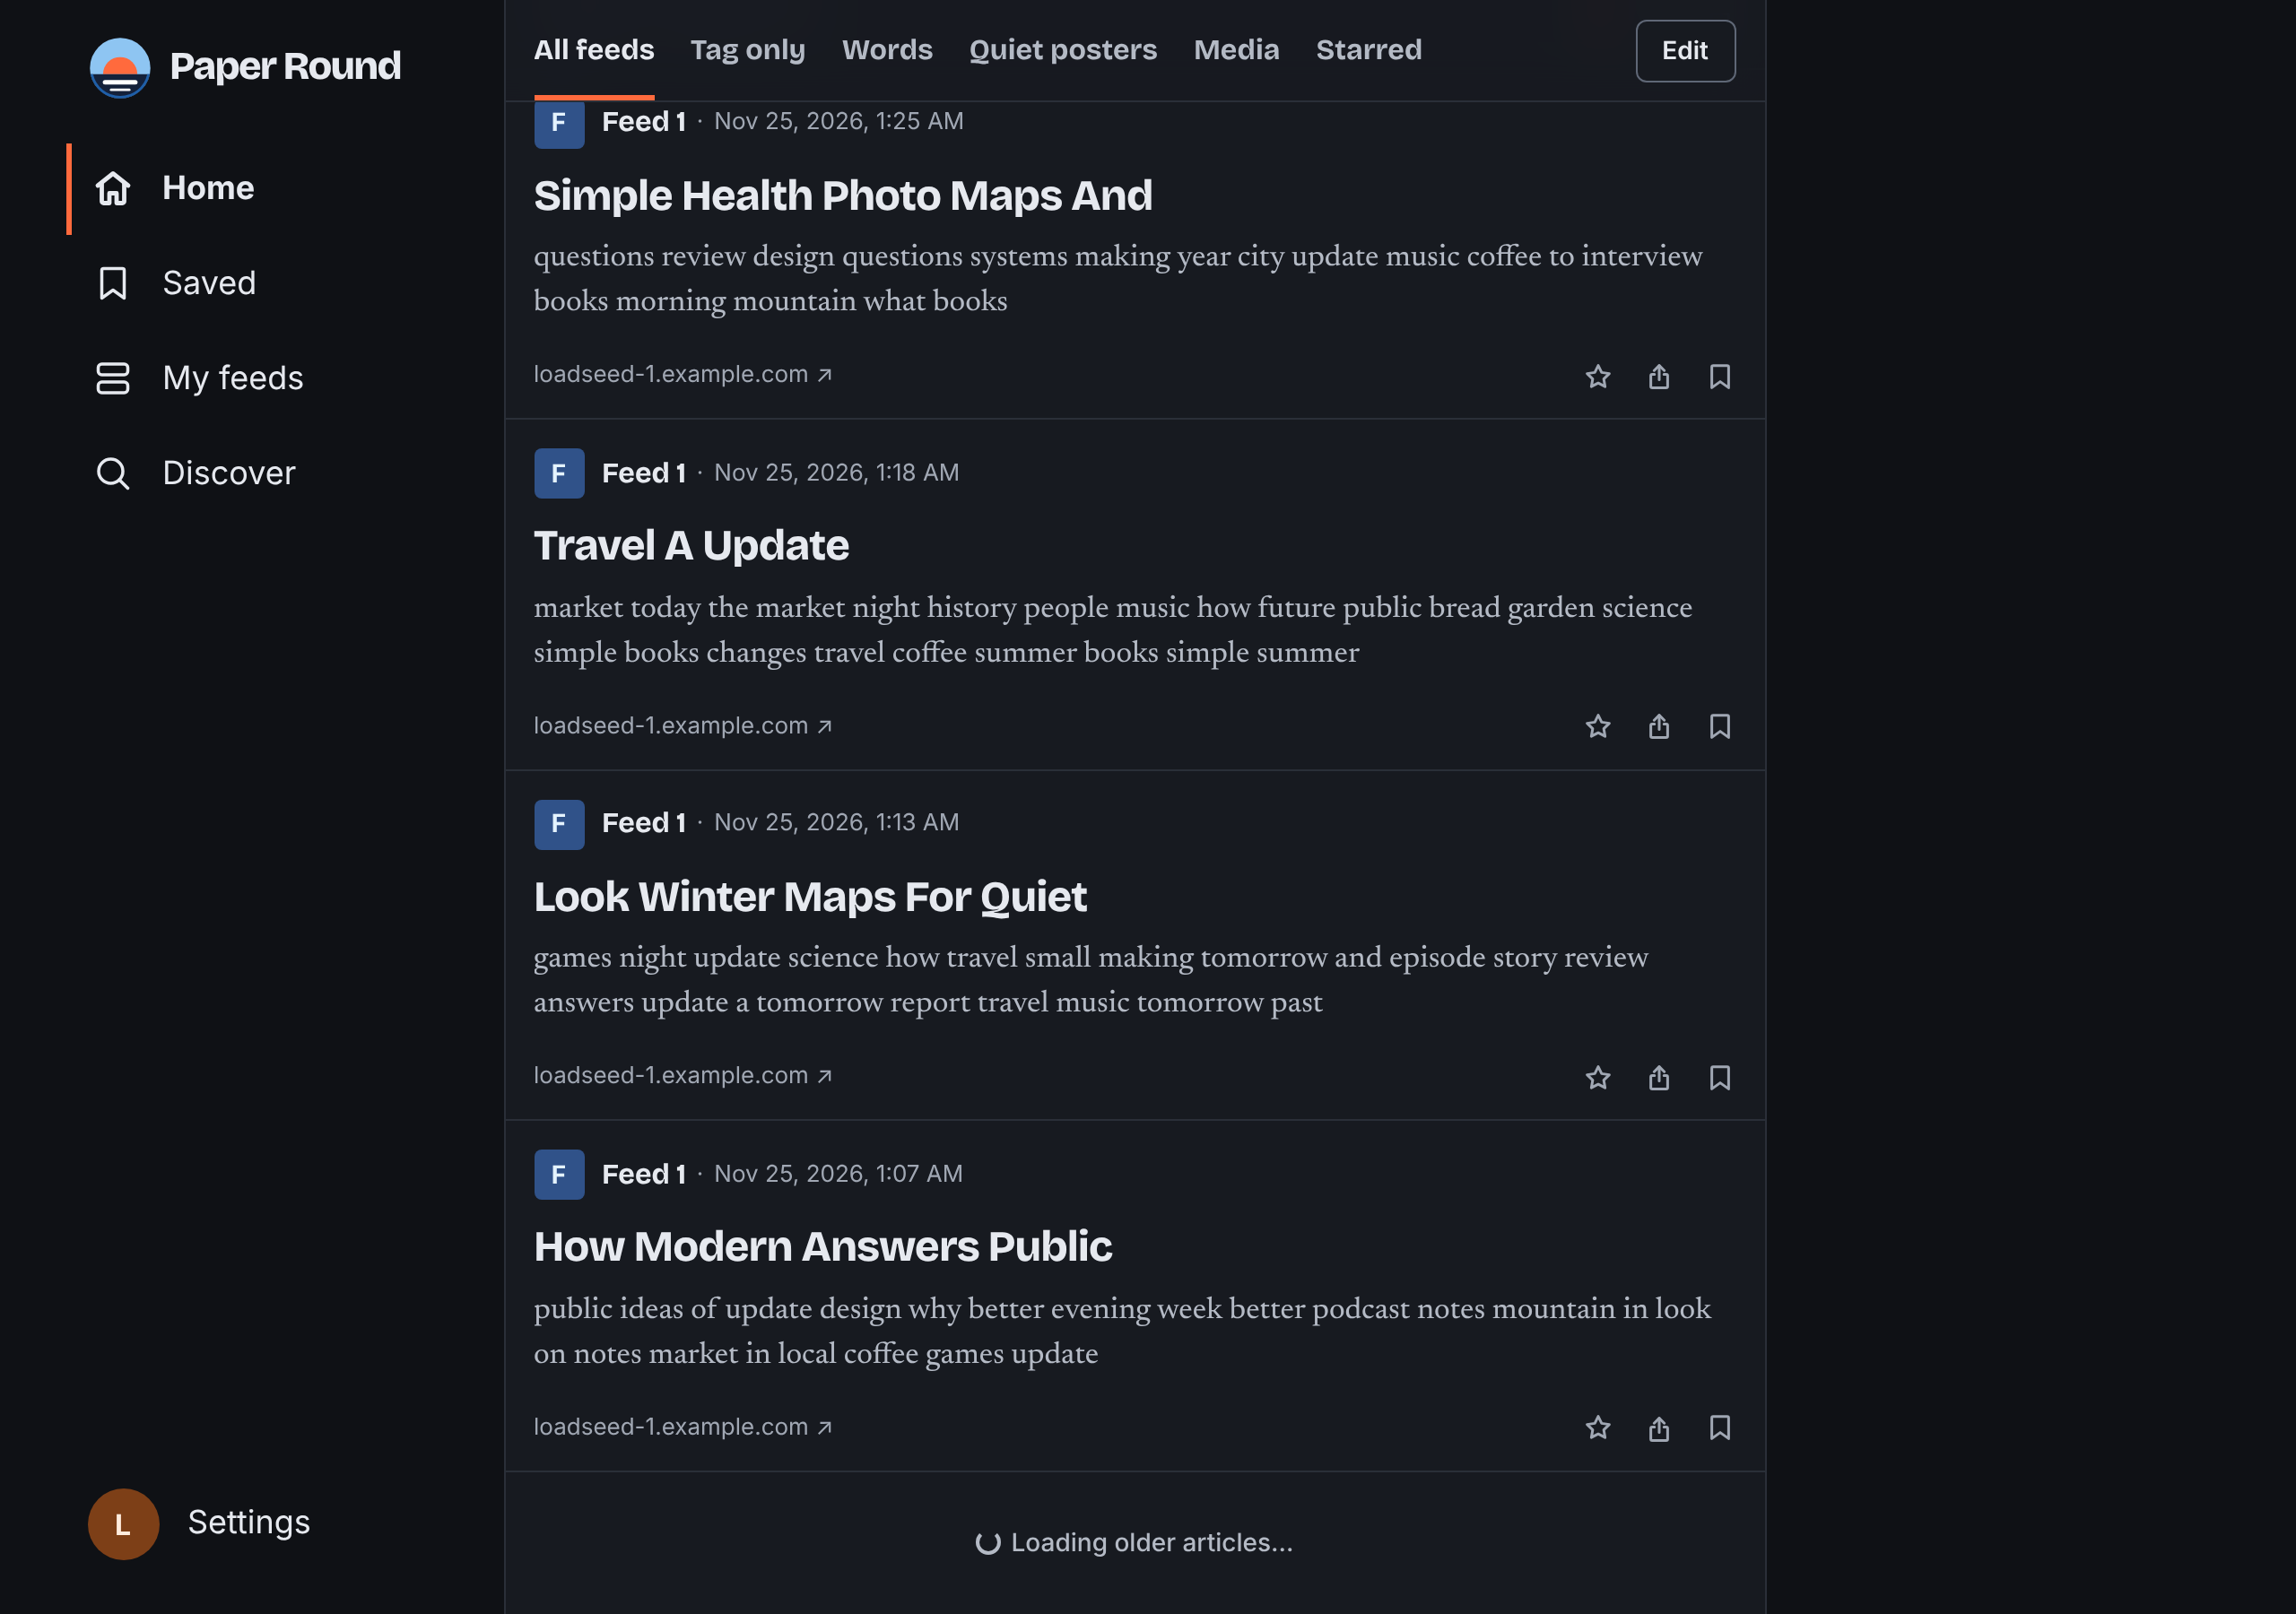 Paper Round
Home
Saved
My feeds
Discover
L
Settings
All feeds
Tag only
Words
Quiet posters
Media
Starred
Edit
F
Feed 1 · Nov 25, 2026, 1:25 AM
Simple Health Photo Maps And
questions review design questions systems making year city update music coffee to interview
books morning mountain what books
loadseed-1.example.com ↗
F
Feed 1 · Nov 25, 2026, 1:18 AM
Travel A Update
market today the market night history people music how future public bread garden science
simple books changes travel coffee summer books simple summer
loadseed-1.example.com ↗
F
Feed 1 · Nov 25, 2026, 1:13 AM
Look Winter Maps For Quiet
games night update science how travel small making tomorrow and episode story review
answers update a tomorrow report travel music tomorrow past
loadseed-1.example.com ↗
F
Feed 1 · Nov 25, 2026, 1:07 AM
How Modern Answers Public
public ideas of update design why better evening week better podcast notes mountain in look
on notes market in local coffee games update
loadseed-1.example.com ↗
Loading older articles...